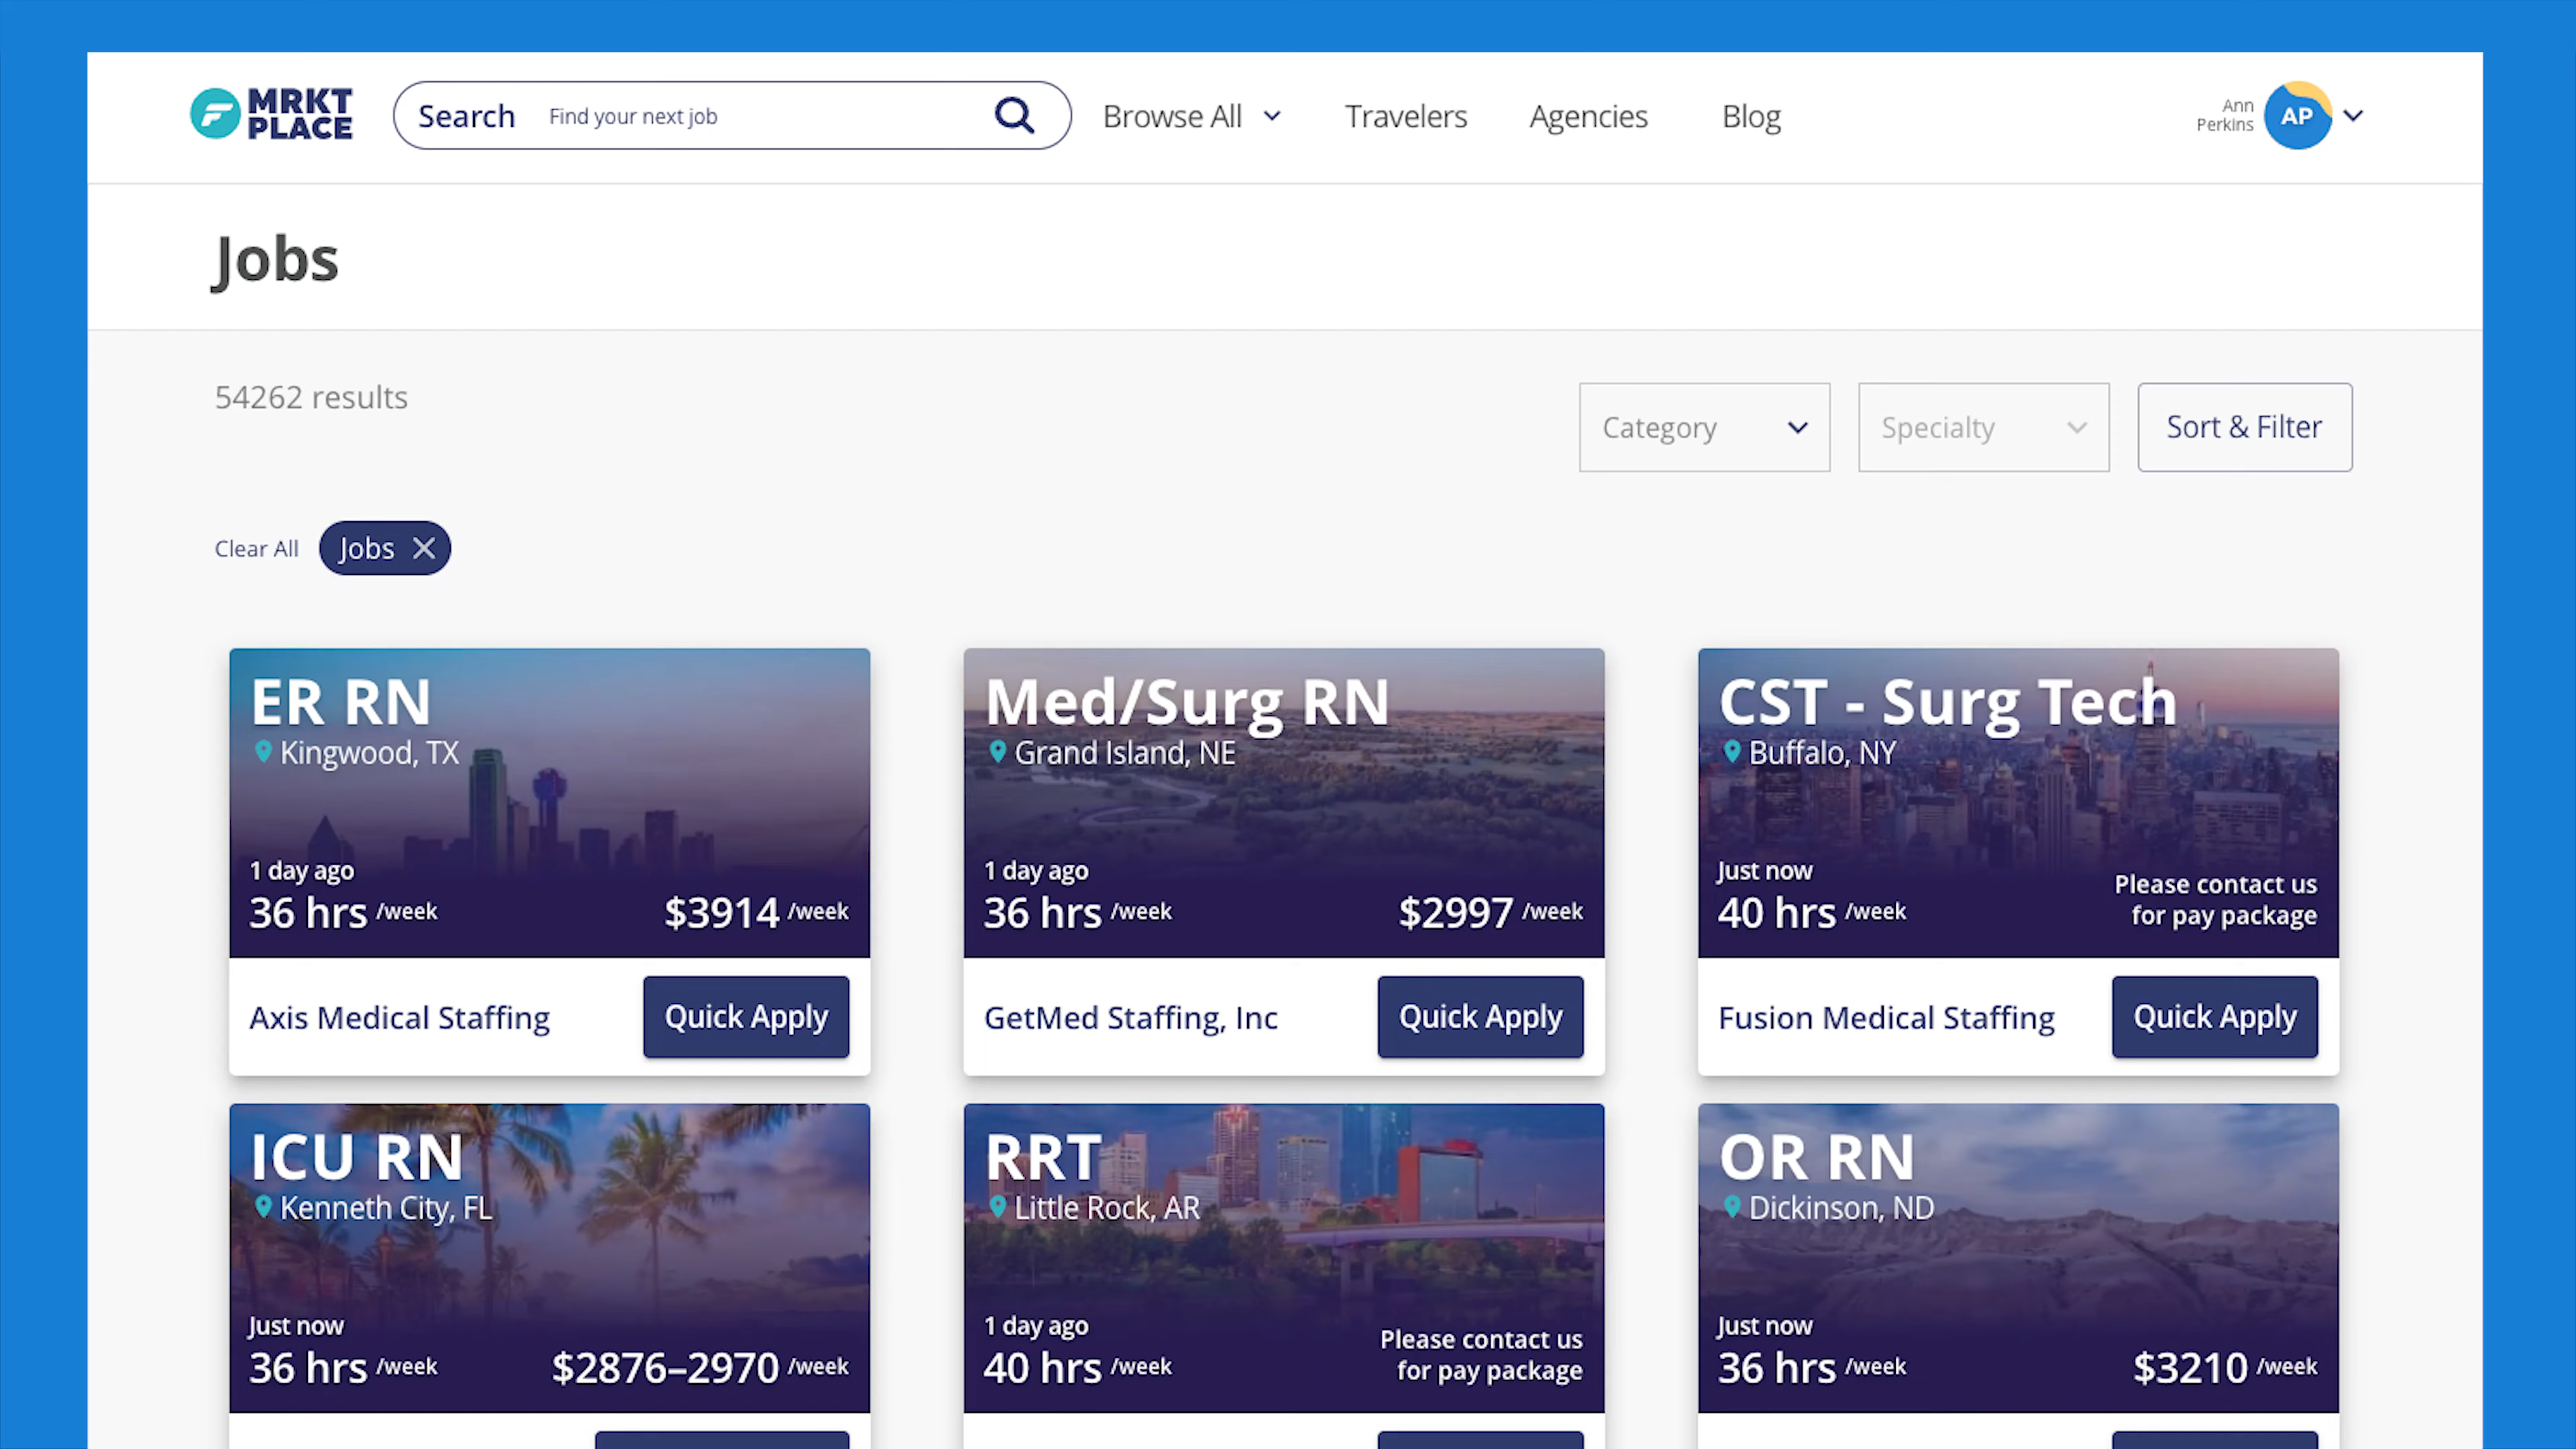 MRKT
PLACE
Search Find your next job
Browse All
Travelers
Agencies
Blog
Ann
Perkins
AP
Jobs
54262 results
Category
Specialty
Sort & Filter
Clear All
Jobs
ER RN
Kingwood, TX
1 day ago
36 hrs /week
$3914 /week
Axis Medical Staffing
Quick Apply
Med/Surg RN
Grand Island, NE
1 day ago
36 hrs /week
$2997 /week
GetMed Staffing, Inc
Quick Apply
CST - Surg Tech
Buffalo, NY
Just now
40 hrs /week
Please contact us
for pay package
Fusion Medical Staffing
Quick Apply
ICU RN
Kenneth City, FL
Just now
36 hrs /week
$2876–2970 /week
RRT
Little Rock, AR
1 day ago
40 hrs /week
Please contact us
for pay package
OR RN
Dickinson, ND
Just now
36 hrs /week
$3210 /week